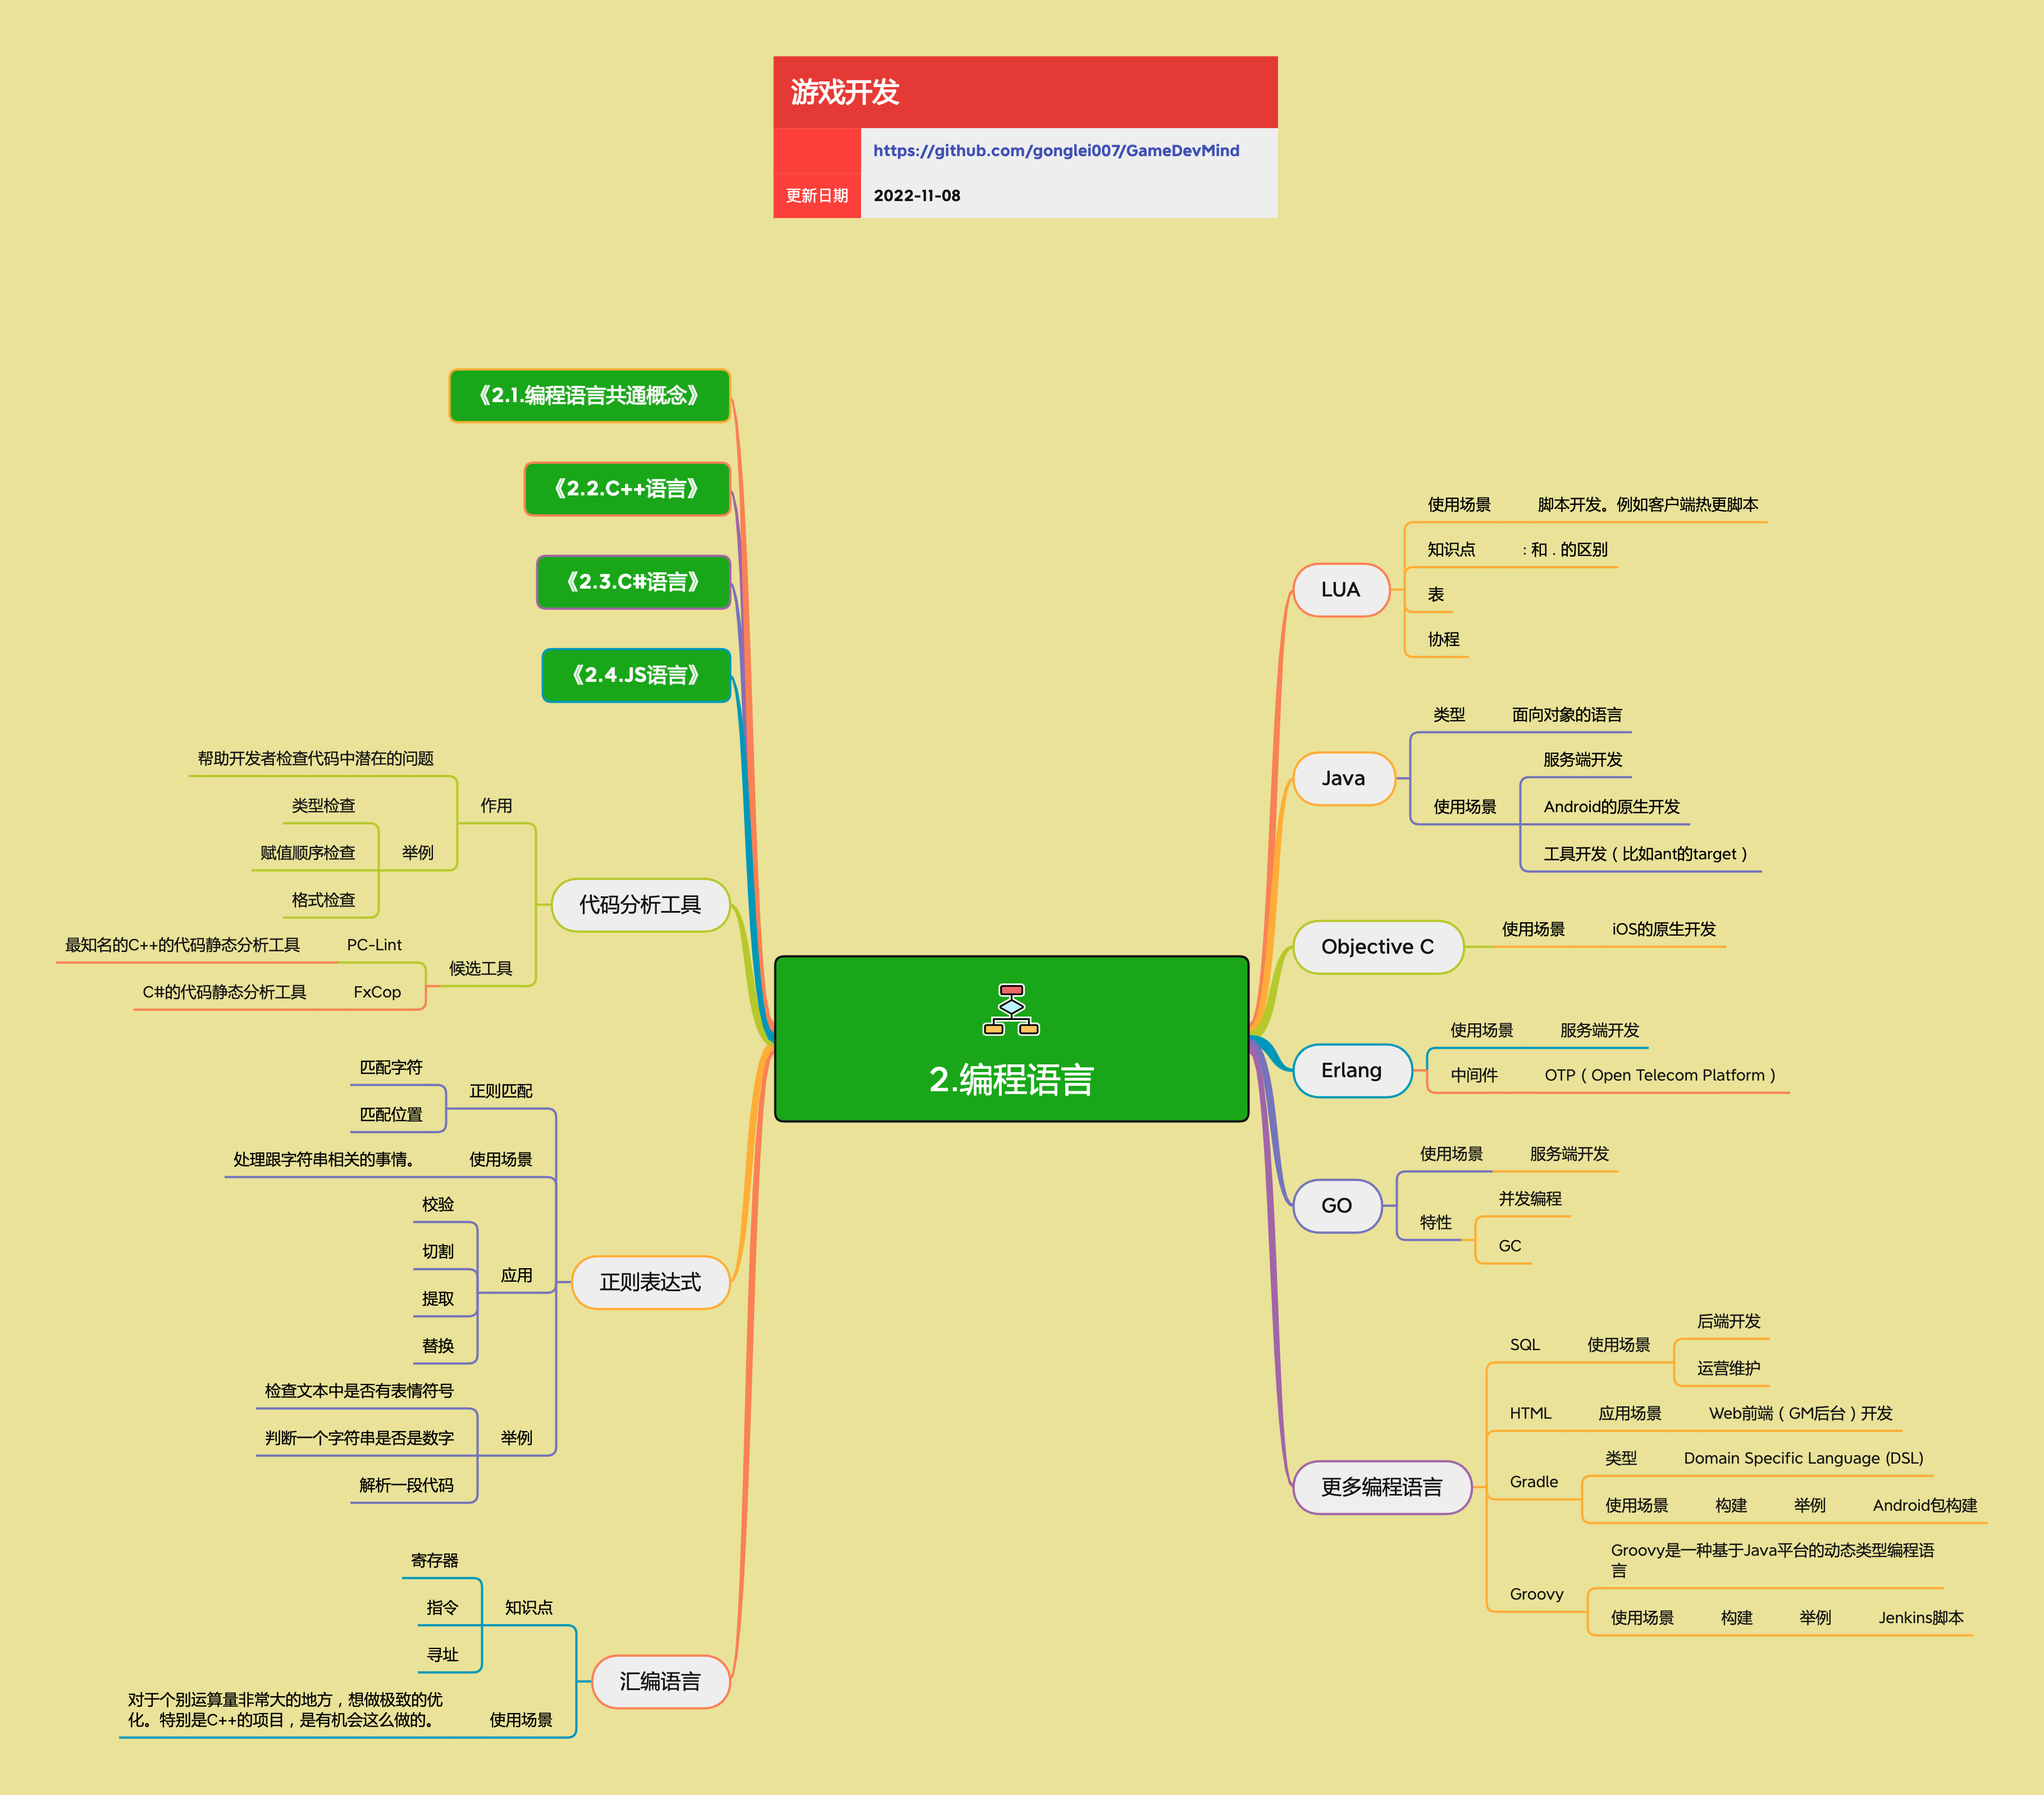 游戏开发
https://github.com/gonglei007/GameDevMind
更新日期
2022-11-08
2.编程语言
《2.1.编程语言共通概念》
《2.2.C++语言》
《2.3.C#语言》
《2.4.JS语言》
代码分析工具
作用
帮助开发者检查代码中潜在的问题
举例
类型检查
赋值顺序检查
格式检查
候选工具
PC-Lint
最知名的C++的代码静态分析工具
FxCop
C#的代码静态分析工具
正则表达式
正则匹配
匹配字符
匹配位置
使用场景
处理跟字符串相关的事情。
应用
校验
切割
提取
替换
举例
检查文本中是否有表情符号
判断一个字符串是否是数字
解析一段代码
汇编语言
知识点
寄存器
指令
寻址
使用场景
对于个别运算量非常大的地方，想做极致的优
化。特别是C++的项目，是有机会这么做的。
LUA
使用场景
脚本开发。例如客户端热更脚本
知识点
: 和 . 的区别
表
协程
Java
类型
面向对象的语言
使用场景
服务端开发
Android的原生开发
工具开发（比如ant的target）
Objective C
使用场景
iOS的原生开发
Erlang
使用场景
服务端开发
中间件
OTP（Open Telecom Platform）
GO
使用场景
服务端开发
特性
并发编程
GC
更多编程语言
SQL
使用场景
后端开发
运营维护
HTML
应用场景
Web前端（GM后台）开发
Gradle
类型
Domain Specific Language (DSL)
使用场景
构建
举例
Android包构建
Groovy
Groovy是一种基于Java平台的动态类型编程语
言
使用场景
构建
举例
Jenkins脚本